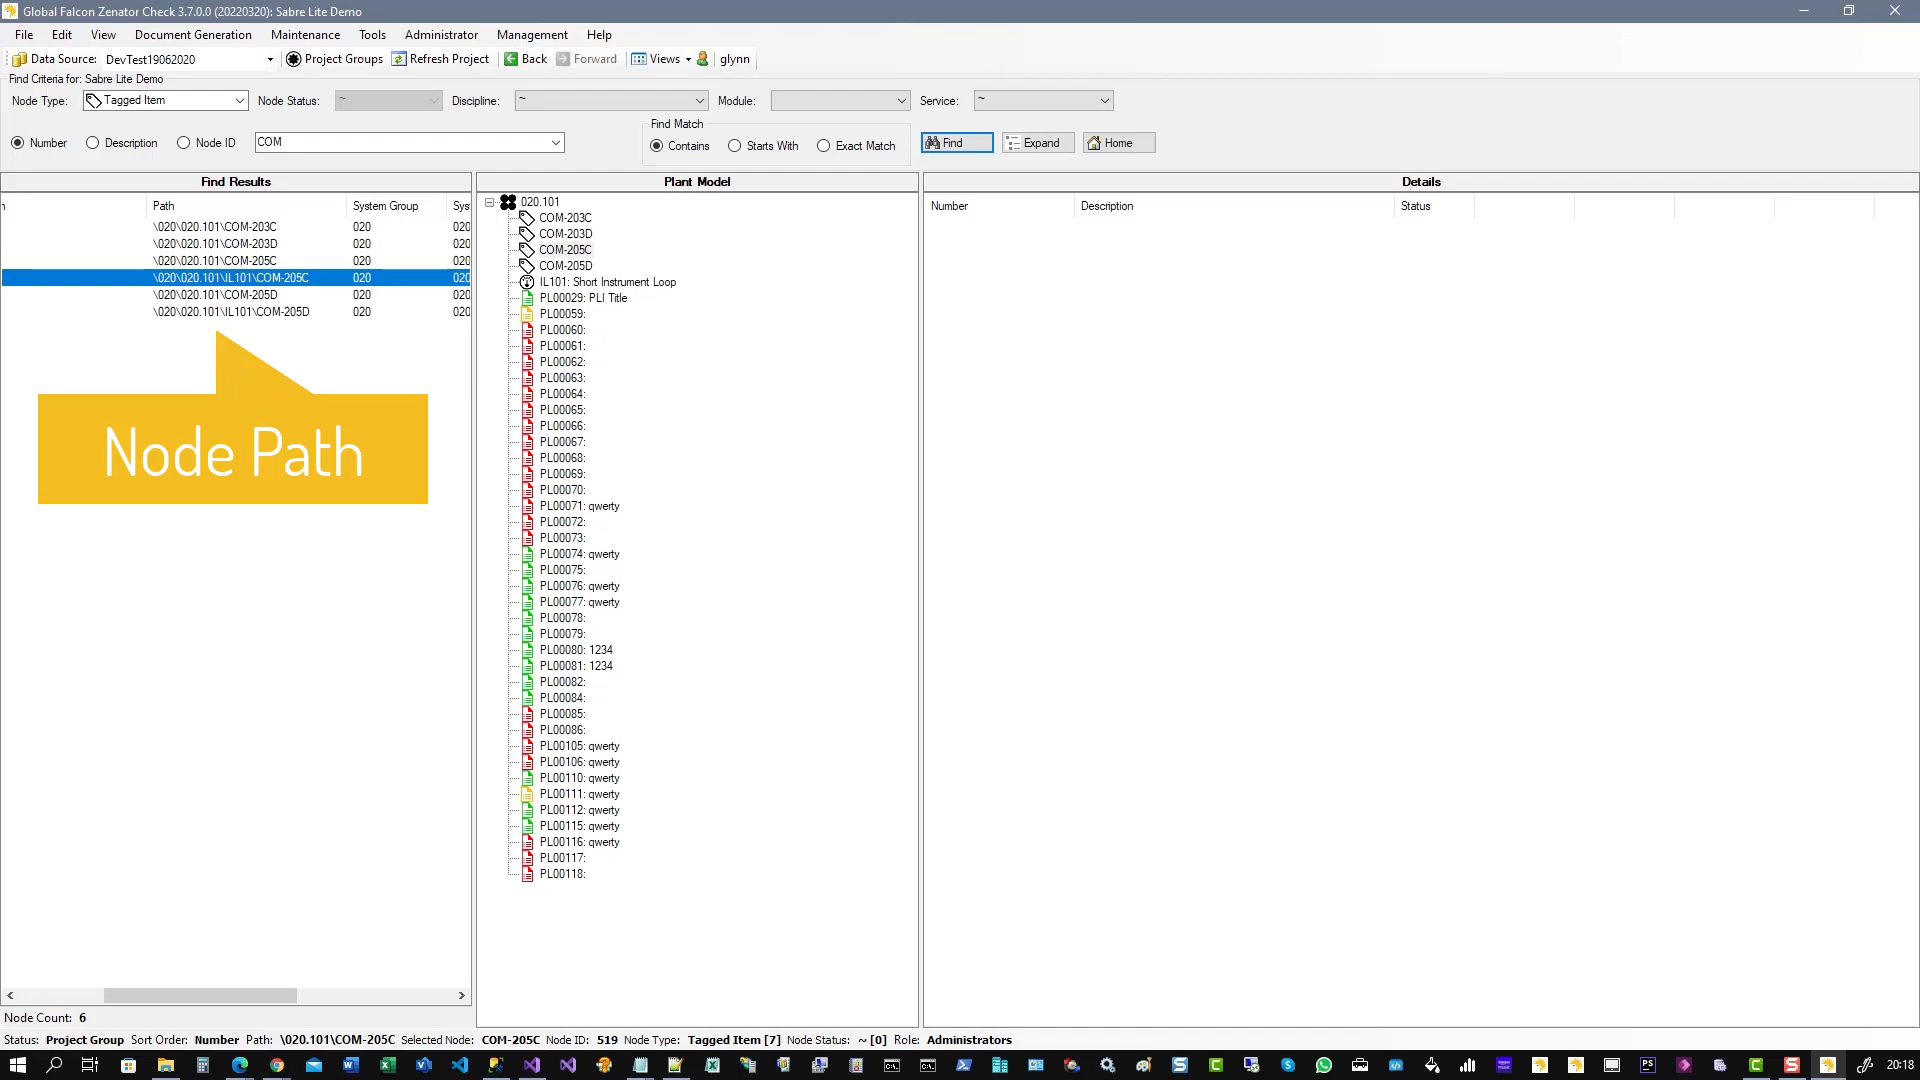 Global Falcon Zenator Check 3.7.0.0 (20220320): Sabre Lite Demo
File Edit View Document Generation Maintenance Tools Administrator Management Help
Data Source: DevTest19062020 Project Groups Refresh Project Back Forward Views glynn
Find Criteria for: Sabre Lite Demo
Node Type: Tagged Item Node Status: ~ Discipline: ~ Module: Service: ~
Find Match
Number Description Node ID COM Contains Starts With Exact Match Find Expand Home
Find Results Plant Model Details
Path System Group Number Description Status
\020\020.101\COM-203C 020 020
\020\020.101\COM-203D 020 020
\020\020.101\COM-205C 020 020
\020\020.101\IL101\COM-205C 020 020
\020\020.101\COM-205D 020 020
\020\020.101\IL101\COM-205D 020 020
Node Path
020.101
COM-203C
COM-203D
COM-205C
COM-205D
IL101: Short Instrument Loop
PL00029: PLI Title
PL00059:
PL00060:
PL00061:
PL00062:
PL00063:
PL00064:
PL00065:
PL00066:
PL00067:
PL00068:
PL00069:
PL00070:
PL00071: qwerty
PL00072:
PL00073:
PL00074: qwerty
PL00075:
PL00076: qwerty
PL00077: qwerty
PL00078:
PL00079:
PL00080: 1234
PL00081: 1234
PL00082:
PL00084:
PL00085:
PL00086:
PL00105: qwerty
PL00106: qwerty
PL00110: qwerty
PL00111: qwerty
PL00112: qwerty
PL00115: qwerty
PL00116: qwerty
PL00117:
PL00118:
Node Count: 6
Status: Project Group Sort Order: Number Path: \020.101\COM-205C Selected Node: COM-205C Node ID: 519 Node Type: Tagged Item [7] Node Status: ~ [0] Role: Administrators
20:18